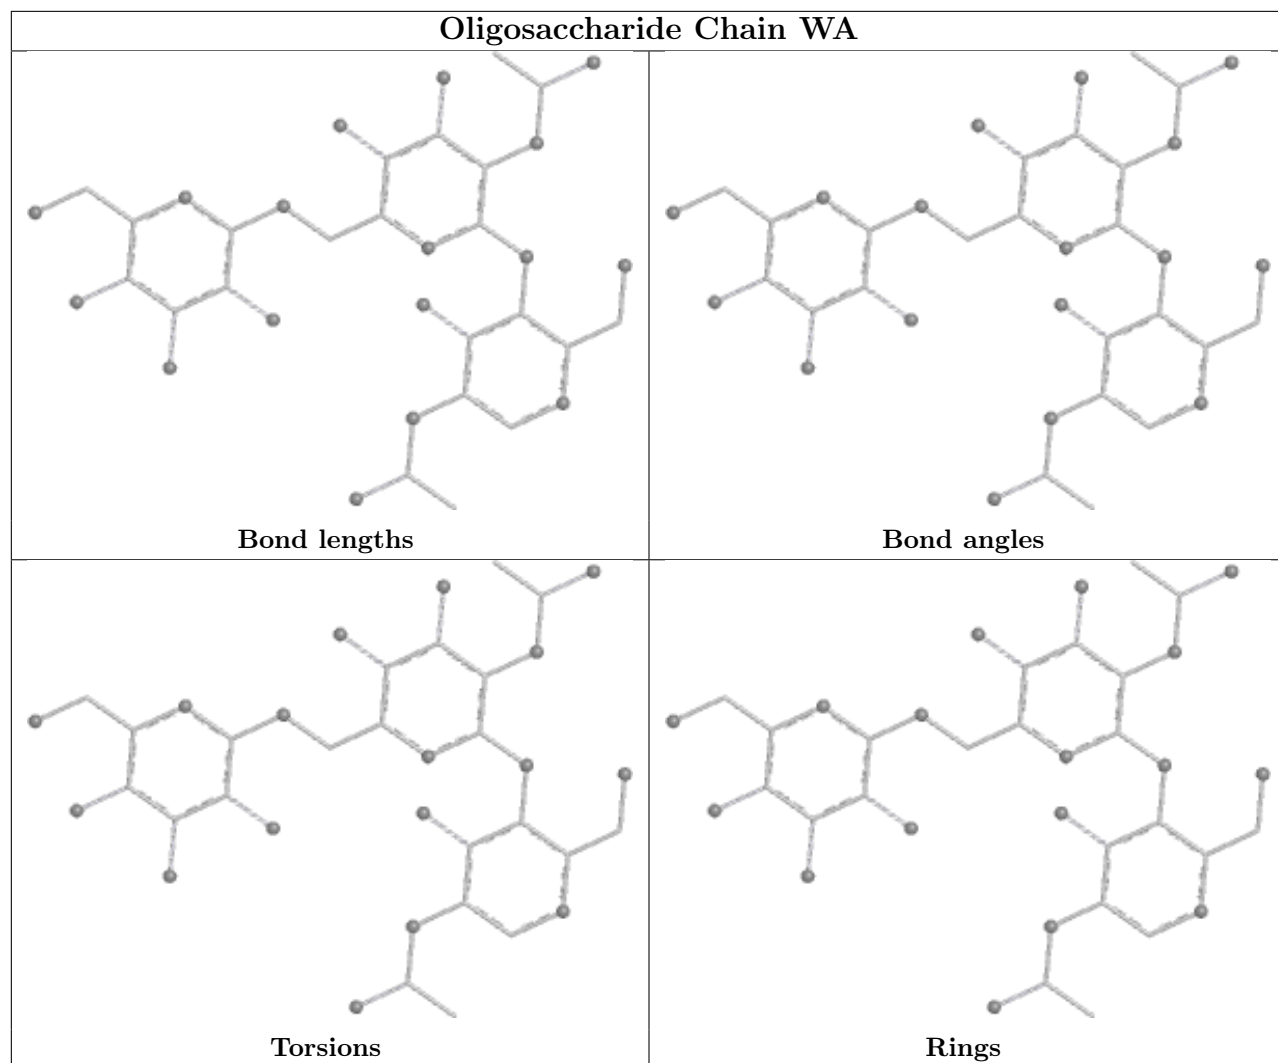 Oligosaccharide Chain WA
Bond lengths
Bond angles
Torsions
Rings